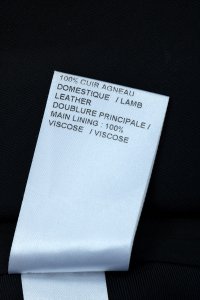 100% CUIR AGNEAU
DOMESTIQUE / LAMB
LEATHER
DOUBLURE PRINCIPALE /
MAIN LINING : 100%
VISCOSE / VISCOSE